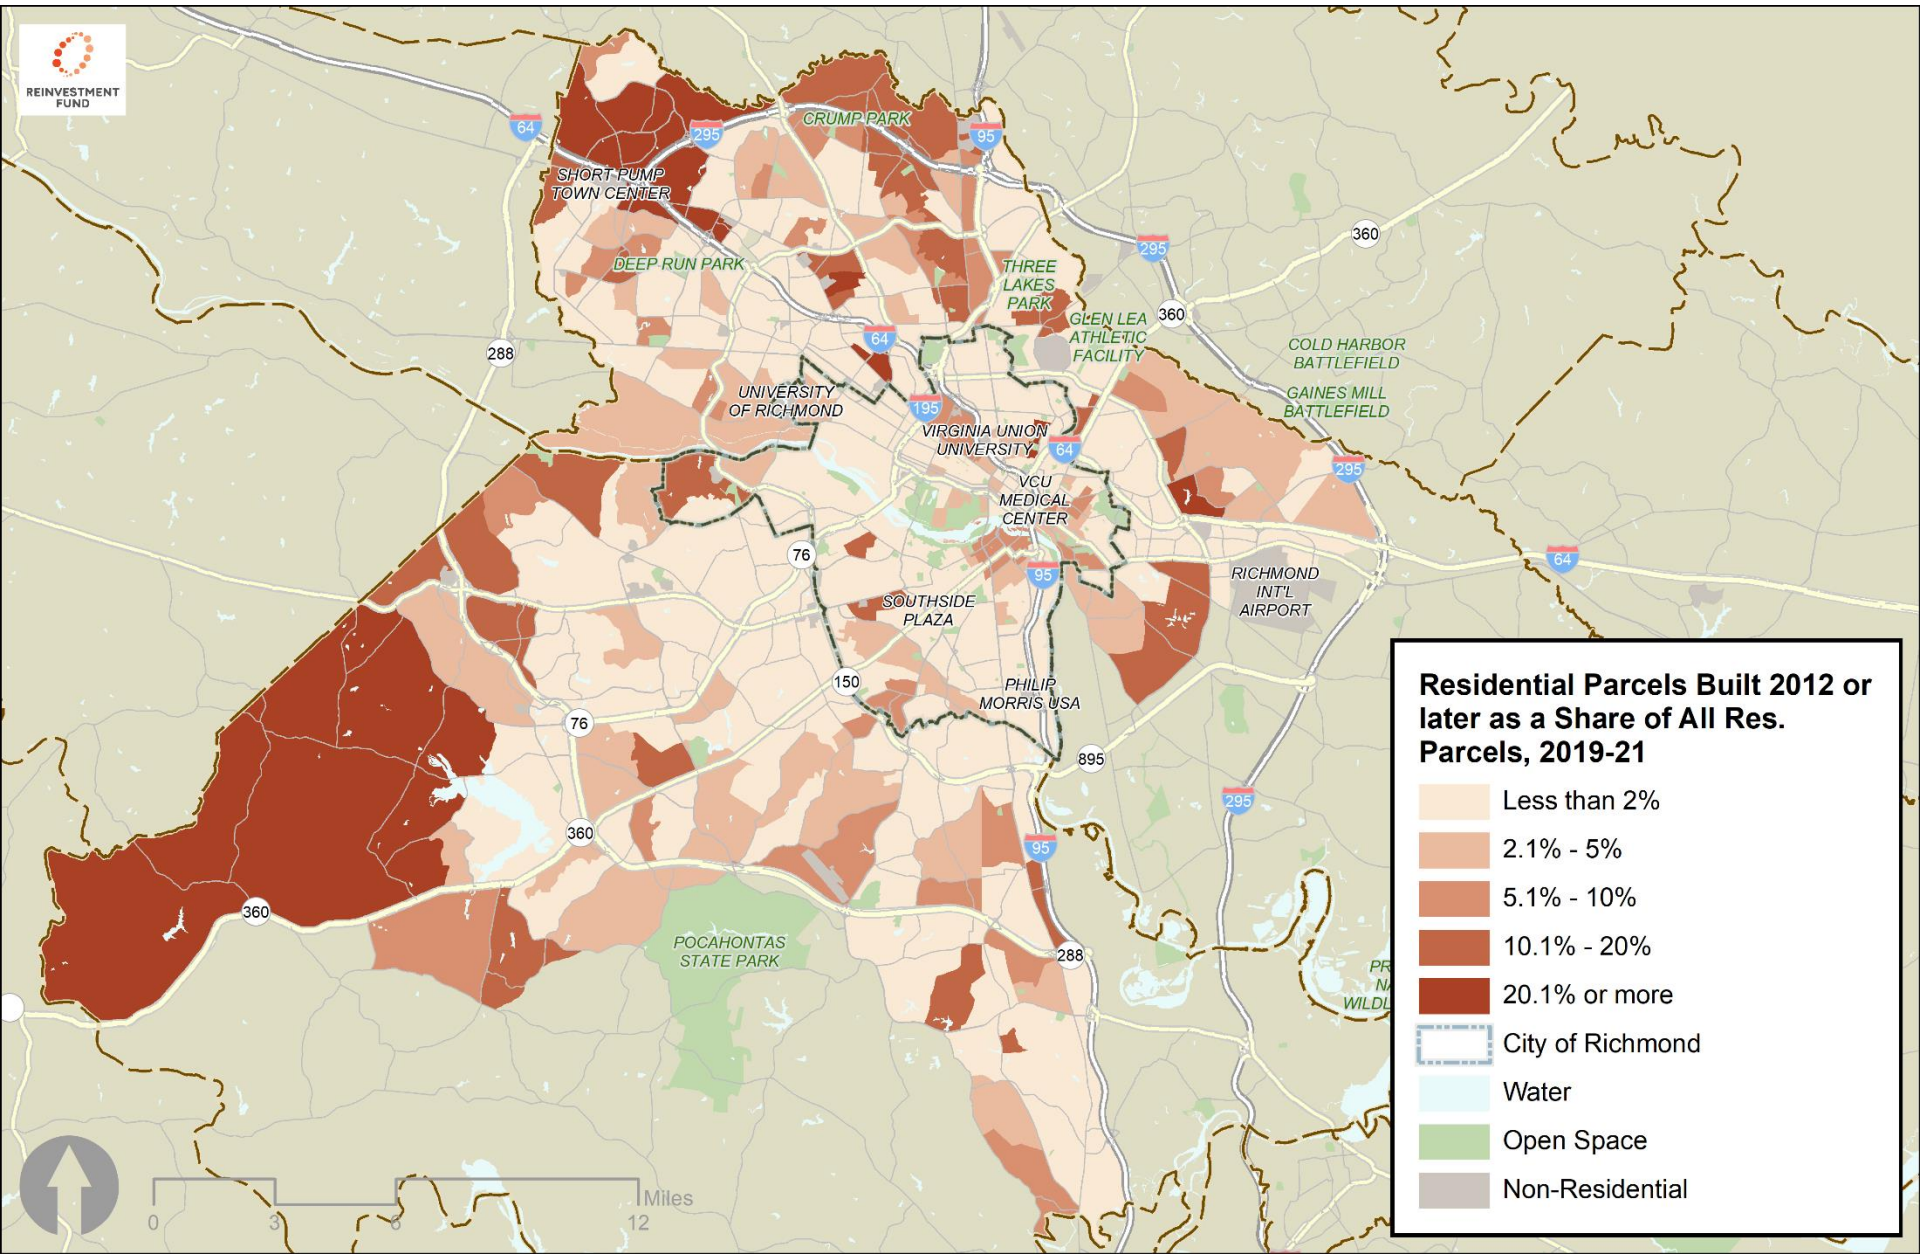 REINVESTMENT
FUND
64
295
CRUMP PARK
95
SHORT PUMP
TOWN CENTER
360
295
DEEP RUN PARK
THREE
LAKES
PARK
360
GLEN LEA
ATHLETIC
FACILITY
64
288
COLD HARBOR
BATTLEFIELD
UNIVERSITY
OF RICHMOND
195
GAINES MILL
BATTLEFIELD
VIRGINIA UNION
UNIVERSITY
64
295
VCU
MEDICAL
CENTER
76
64
95
RICHMOND
INT'L
AIRPORT
SOUTHSIDE
PLAZA
150
PHILIP
MORRIS USA
76
895
295
360
95
360
POCAHONTAS
STATE PARK
288
PR
NA
WILDL
Residential Parcels Built 2012 or
later as a Share of All Res.
Parcels, 2019-21
Less than 2%
2.1% - 5%
5.1% - 10%
10.1% - 20%
20.1% or more
City of Richmond
Water
Open Space
Non-Residential
Miles
0 3 6 12